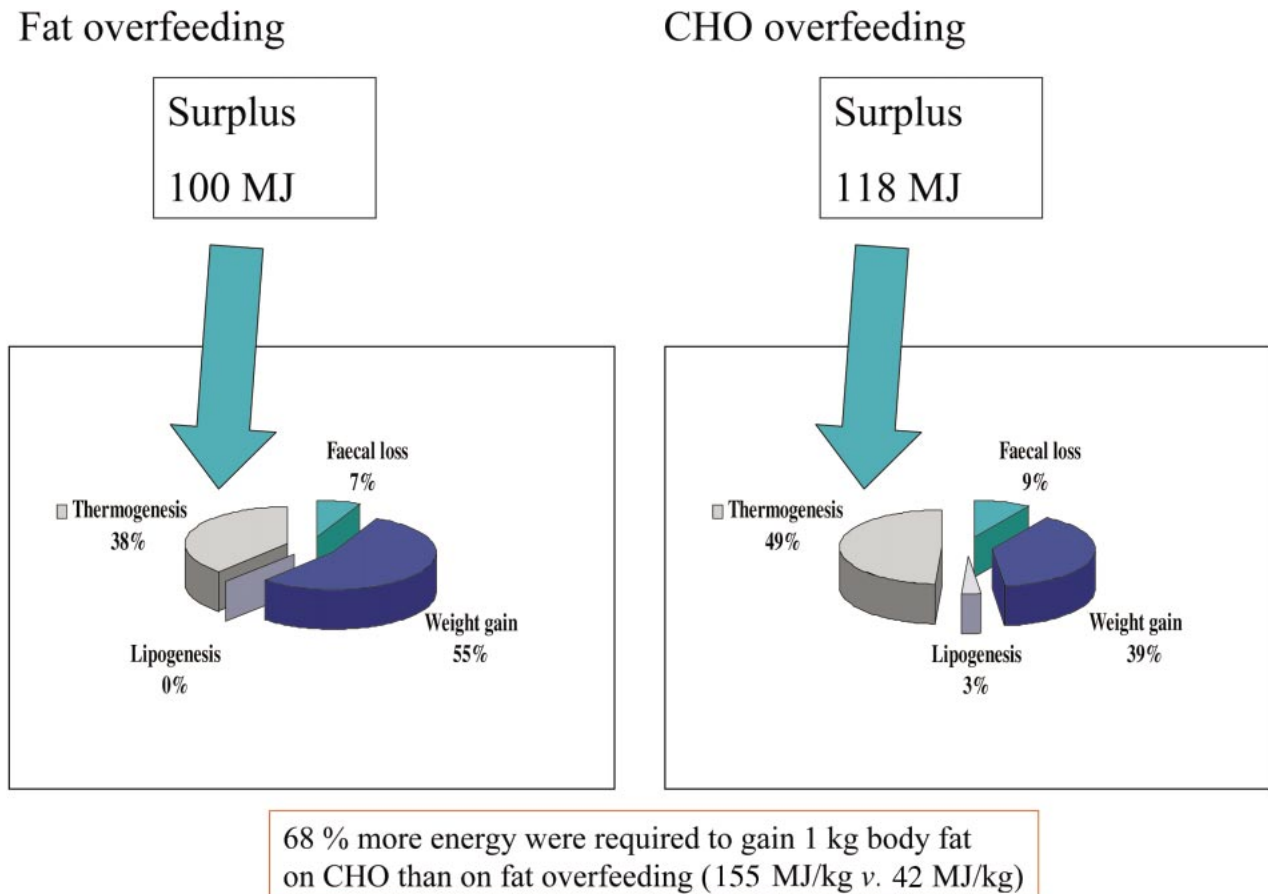 Fat overfeeding
CHO overfeeding
Surplus
100 MJ
Surplus
118 MJ
Faecal loss
7%
Thermogenesis
38%
Weight gain
55%
Lipogenesis
0%
Faecal loss
9%
Thermogenesis
49%
Weight gain
39%
Lipogenesis
3%
68 % more energy were required to gain 1 kg body fat
on CHO than on fat overfeeding (155 MJ/kg v. 42 MJ/kg)